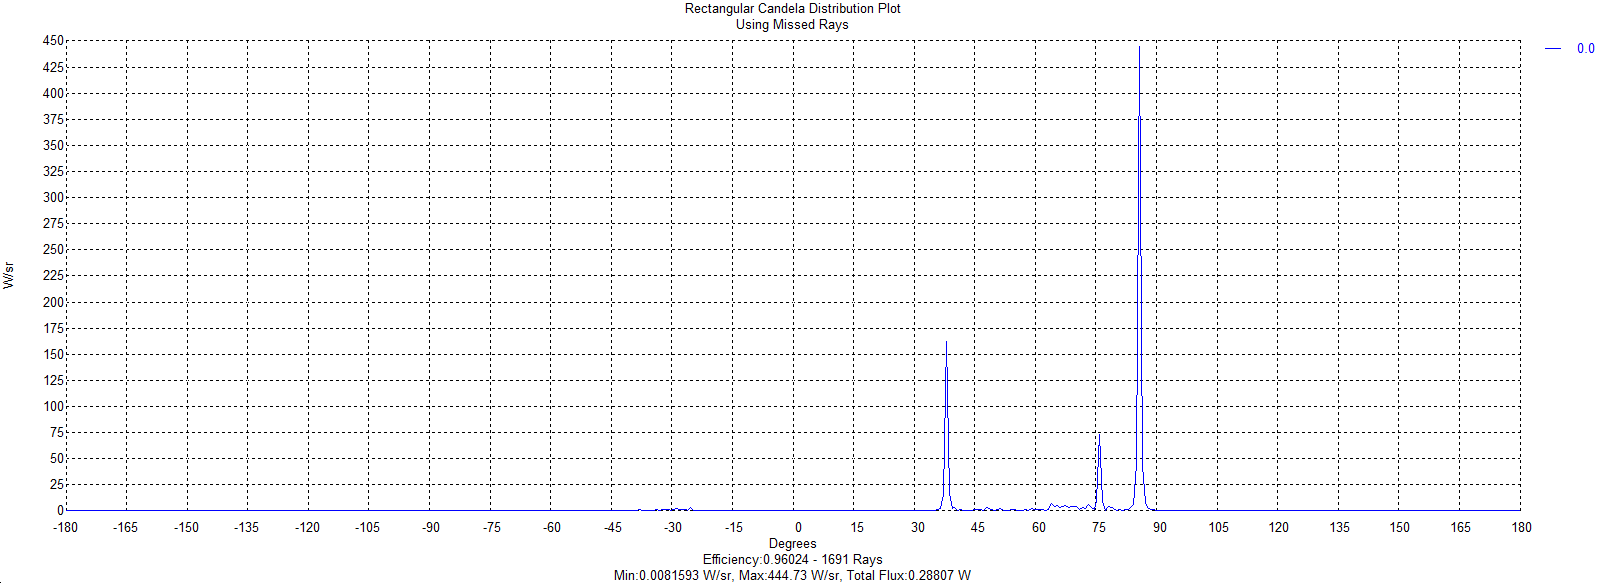 Rectangular Candela Distribution Plot
Using Missed Rays
0.0
450
425
400
375
350
325
300
275
250
225
200
175
150
125
100
75
50
25
0
W/sr
-180 -165 -150 -135 -120 -105 -90 -75 -60 -45 -30 -15 0 15 30 45 60 75 90 105 120 135 150 165 180
Degrees
Efficiency:0.96024 - 1691 Rays
Min:0.0081593 W/sr, Max:444.73 W/sr, Total Flux:0.28807 W